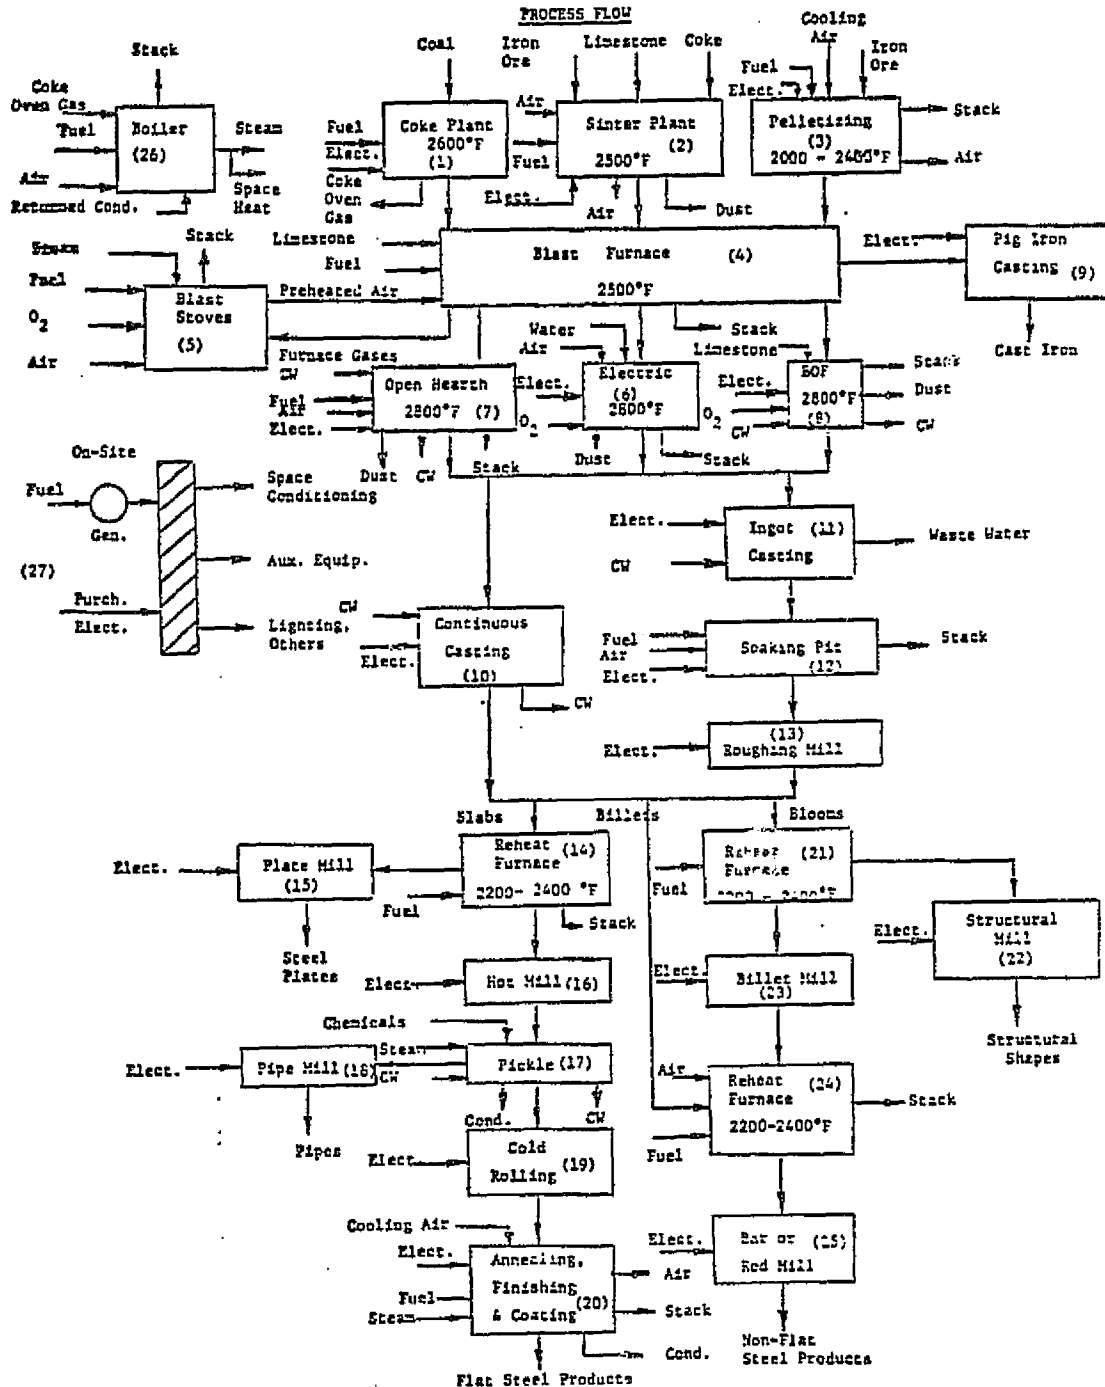 PROCESS FLOW
Stack
Coke
Oven Gas
Fuel
Air
Returned Cond.
Boiler
(26)
Steam
Space
Heat
Coal
Fuel
Elect.
Coke Plant
2600°F
(1)
Coke
Oven
Gas
Iron
Ore
Limestone
Coke
Air
Fuel
Elect.
Sinter Plant
(2)
2500°F
Air
Dust
Cooling
Air
Fuel
Elect.
Iron
Ore
Pelletizing
(3)
2000 - 2400°F
Stack
Air
Steam
Fuel
O2
Air
Stack
Blast
Stoves
(5)
Preheated Air
Limestone
Fuel
Blast Furnace (4)
2500°F
Elect.
Pig Iron
Casting (9)
Cast Iron
Furnace Gases
CW
Fuel
Air
Elect.
Open Hearth
2800°F (7)
Dust
CW
Stack
Water
Air
Elect.
O2
Electric
(6)
2800°F
Dust
Stack
Stack
Limestone
Elect.
O2
CW
BOF
2800°F
(8)
Stack
Dust
CW
On-Site
Fuel
Gen.
(27)
Purch.
Elect.
Space
Conditioning
Aux. Equip.
Lighting,
Others
CW
Elect.
Continuous
Casting
(10)
CW
Elect.
CW
Ingot (11)
Casting
Waste Water
Fuel
Air
Elect.
Soaking Pit
(12)
Stack
Elect.
(13)
Roughing Mill
Slabs
Billets
Blooms
Elect.
Plate Mill
(15)
Steel
Plates
Reheat (14)
Furnace
2200- 2400 °F
Fuel
Stack
Reheat (21)
Furnace
2200 - 2400°F
Fuel
Elect.
Structural
Mill
(22)
Structural
Shapes
Elect
Hot Mill (16)
Elect.
Billet Mill
(23)
Chemicals
Steam
CW
Pickle (17)
Cond.
CW
Elect.
Pipe Mill (18)
Pipes
Air
Fuel
Reheat (24)
Furnace
2200-2400°F
Stack
Elect
Cold
Rolling (19)
Cooling Air
Elect.
Fuel
Steam
Annealing,
Finishing
& Coating (20)
Air
Stack
Cond.
Flat Steel Products
Elect.
Bar or (25)
Rod Mill
Non-Flat
Steel Products